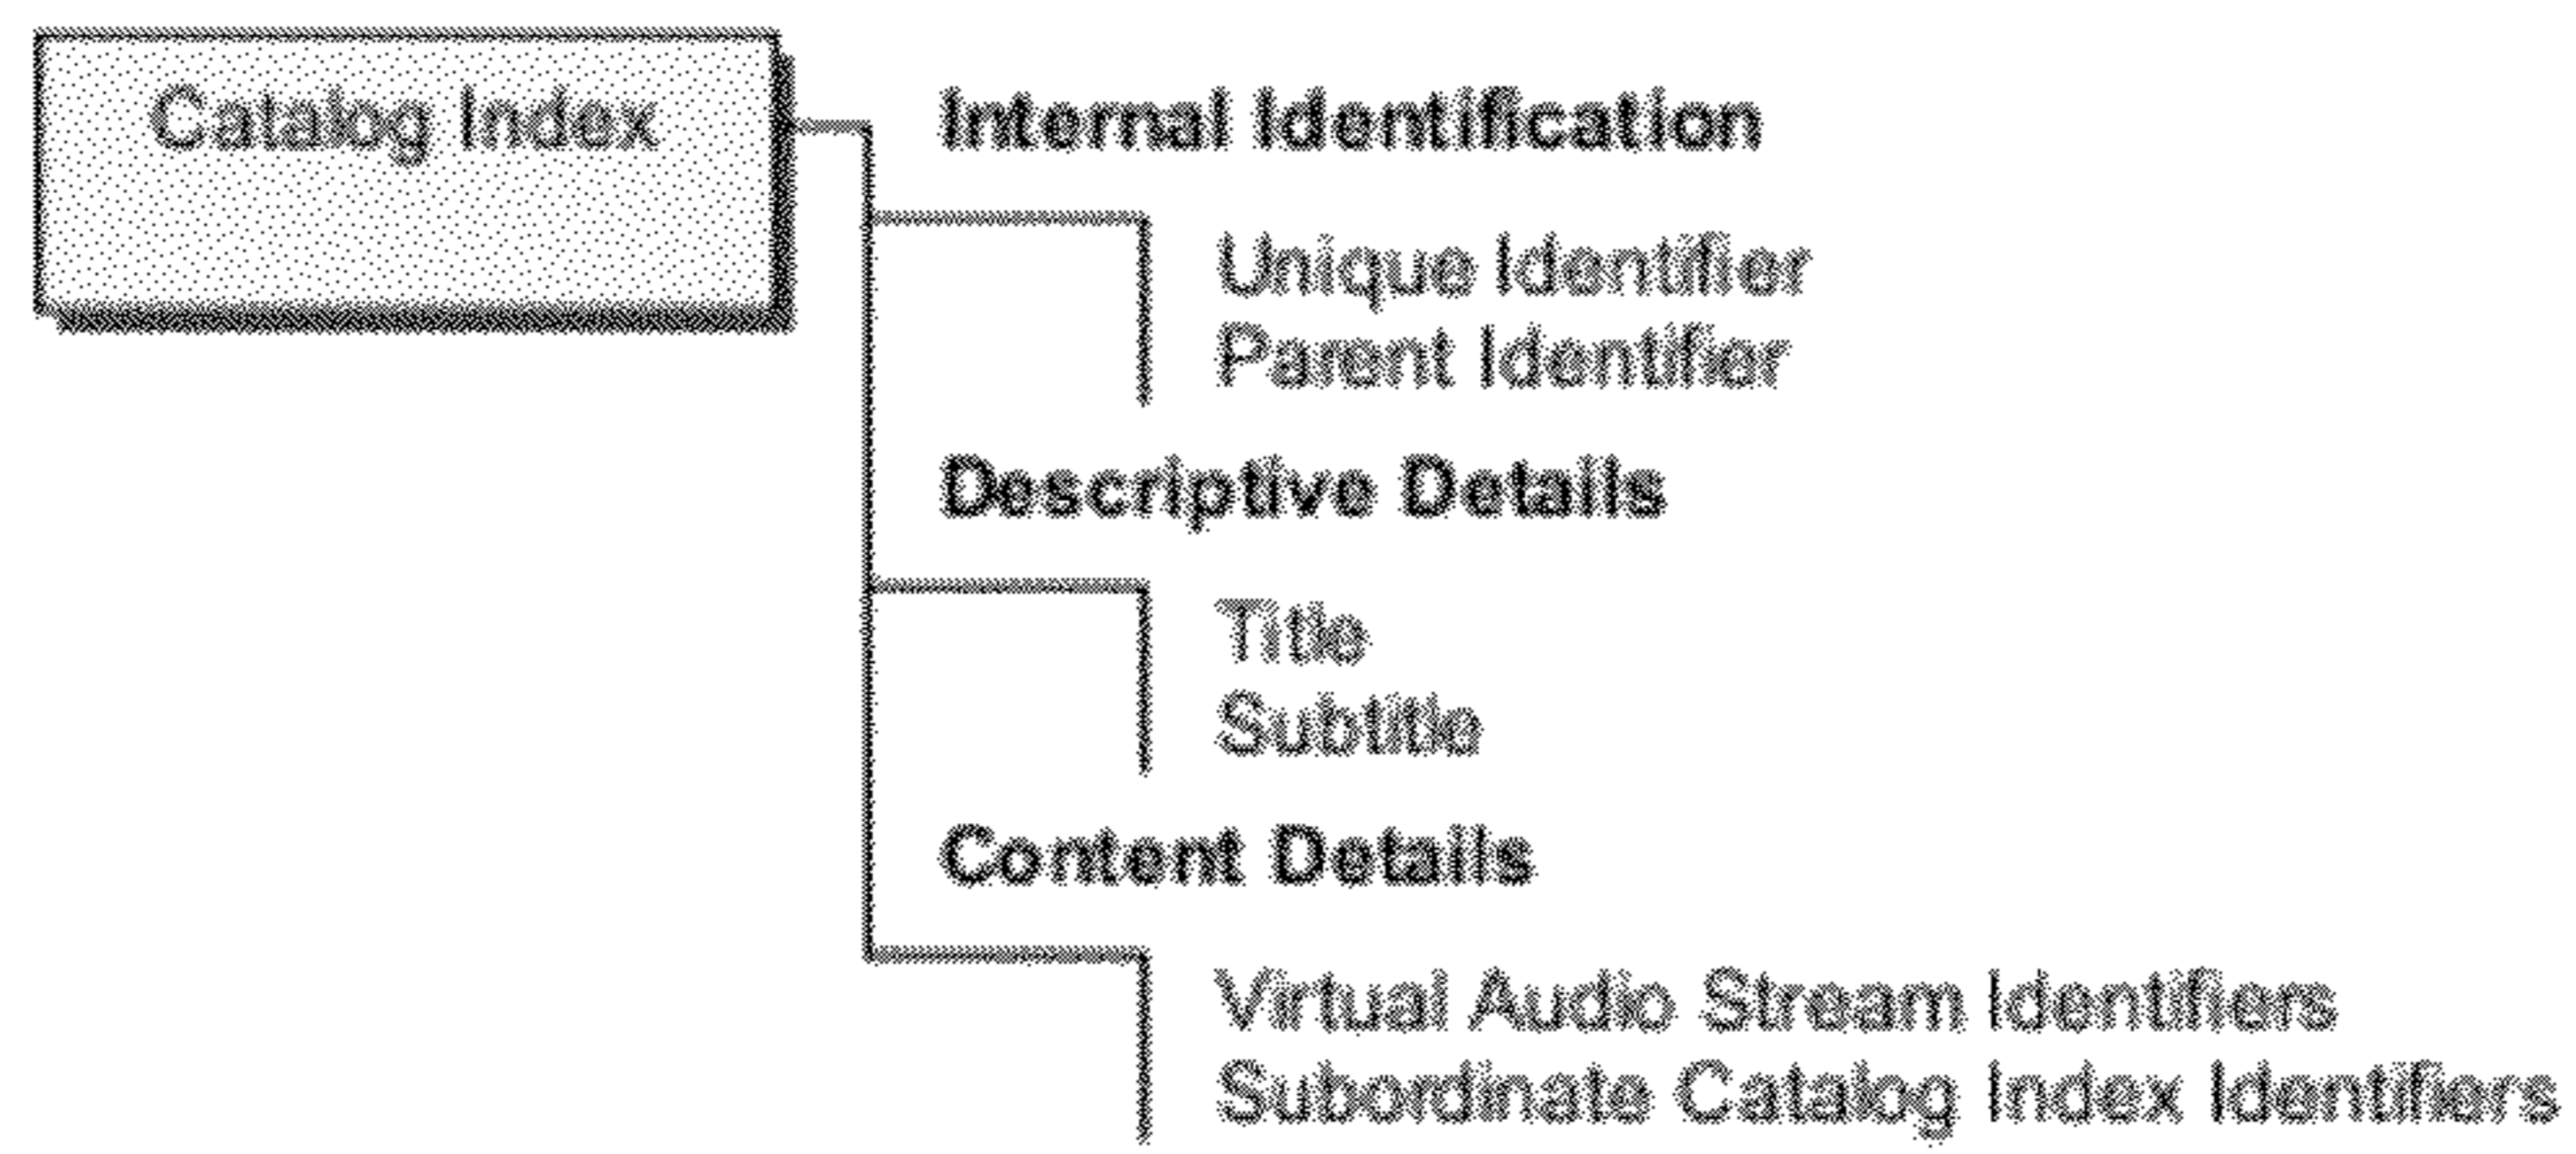 Catalog Index
Internal Identification
Unique Identifier
Parent Identifier
Descriptive Details
Title
Subtitle
Content Details
Virtual Audio Stream Identifiers
Subordinate Catalog Index Identifiers